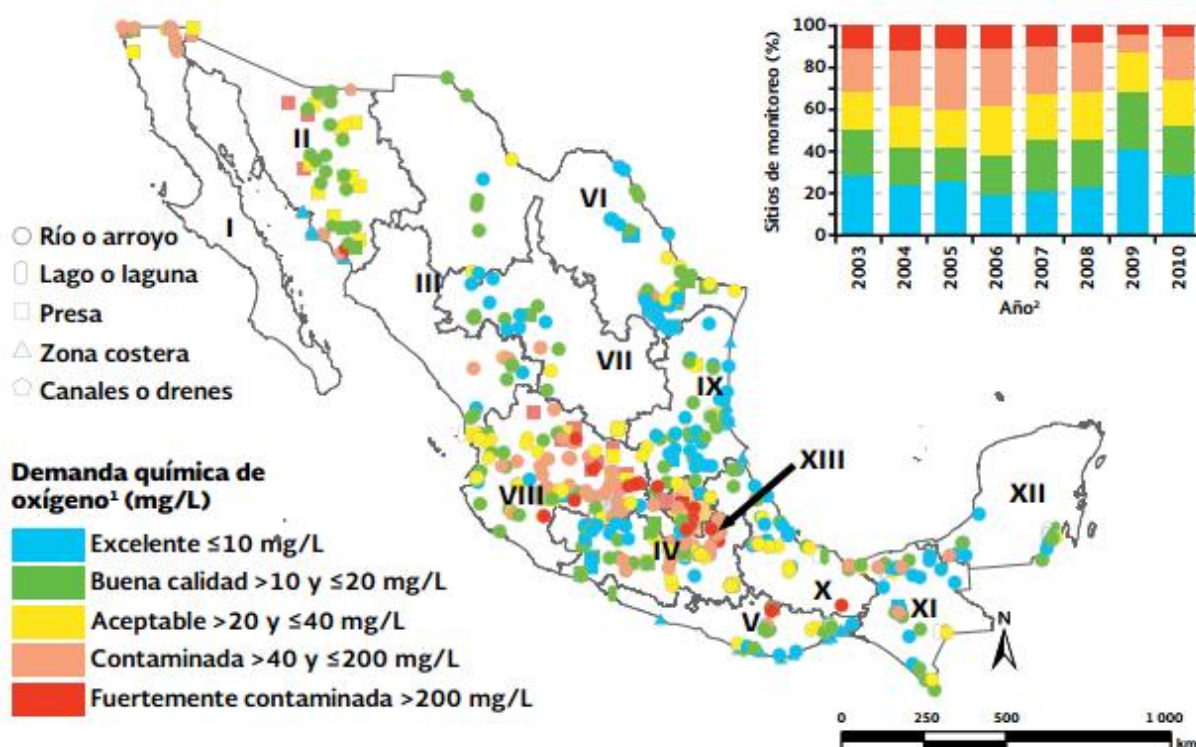 100
80
60
40
20
0
Sitios de monitoreo (%)
2003
2004
2005
2006
2007
2008
2009
2010
Año²
I
II
III
VI
VII
IX
VIII
IV
XIII
XII
V
X
XI
N
Río o arroyo
Lago o laguna
Presa
Zona costera
Canales o drenes
Demanda química de
oxígeno¹ (mg/L)
Excelente ≤10 mg/L
Buena calidad >10 y ≤20 mg/L
Aceptable >20 y ≤40 mg/L
Contaminada >40 y ≤200 mg/L
Fuertemente contaminada >200 mg/L
0 250 500 1 000
km